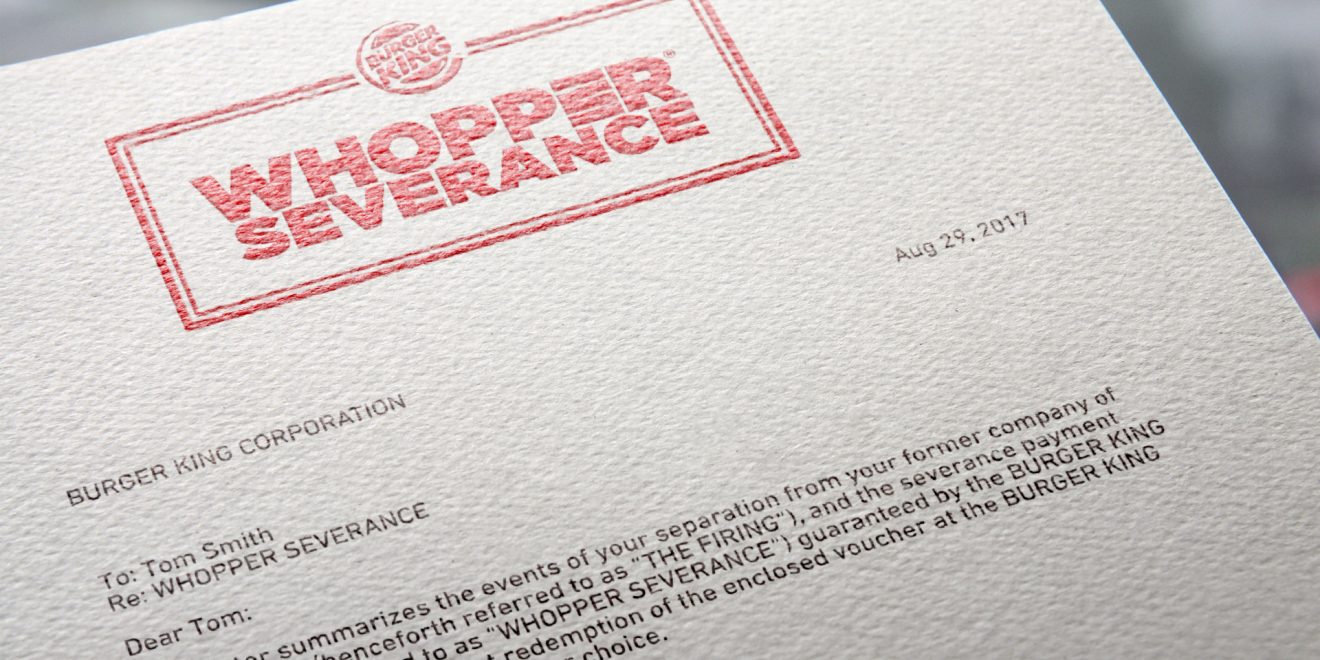 BURGER
KING
WHOPPER
SEVERANCE
Aug 29, 2017
BURGER KING CORPORATION
To: Tom Smith
Re: WHOPPER SEVERANCE
Dear Tom:
summarizes the events of your separation from your former company of
(henceforth referred to as "THE FIRING"), and the severance payment
to as "WHOPPER SEVERANCE") guaranteed by the BURGER KING
redemption of the enclosed voucher at the BURGER KING
choice.